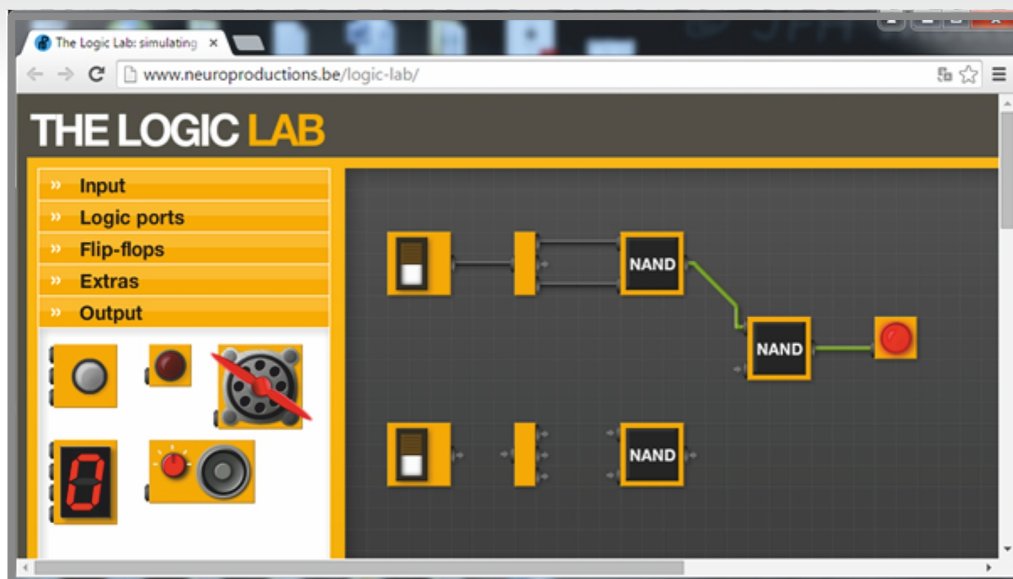 The Logic Lab: simulating
www.neuroproductions.be/logic-lab/
THE LOGIC LAB
» Input
» Logic ports
» Flip-flops
» Extras
» Output
NAND
NAND
NAND
0